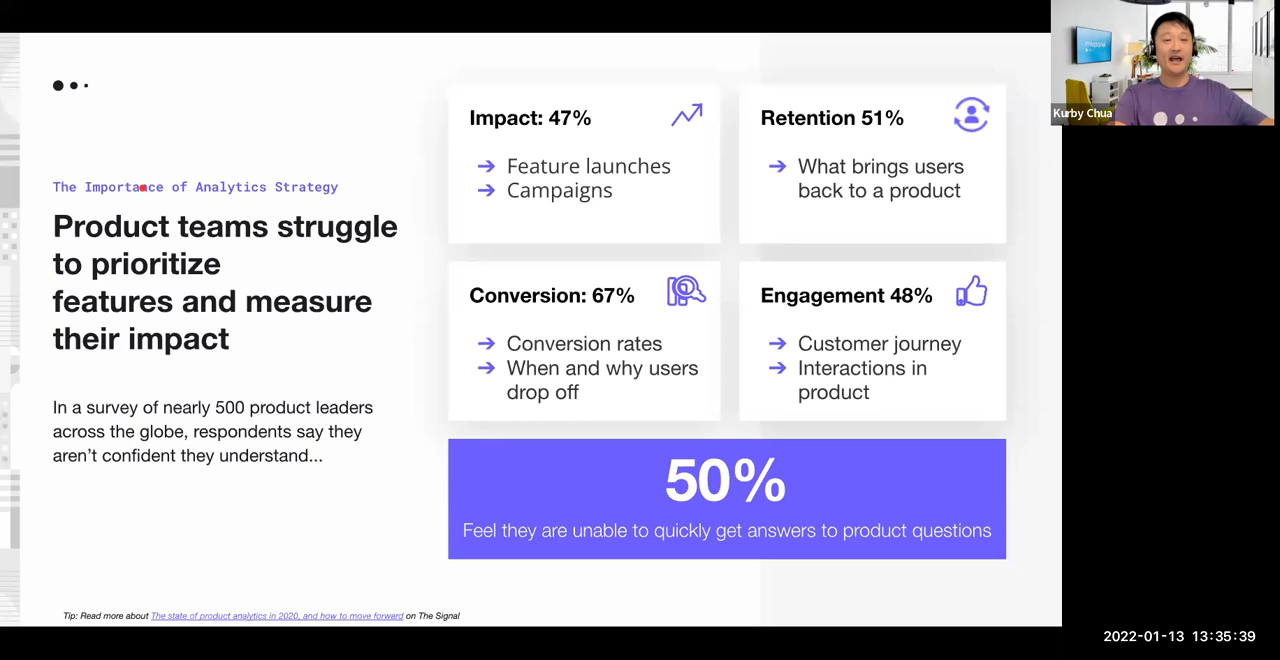 The Importance of Analytics Strategy
Product teams struggle
to prioritize
features and measure
their impact
In a survey of nearly 500 product leaders
across the globe, respondents say they
aren't confident they understand...
Impact: 47%
→ Feature launches
→ Campaigns
Retention 51%
→ What brings users
back to a product
Conversion: 67%
→ Conversion rates
→ When and why users
drop off
Engagement 48%
→ Customer journey
→ Interactions in
product
50%
Feel they are unable to quickly get answers to product questions
Tip: Read more about The state of product analytics in 2020, and how to move forward on The Signal
mixpanel
Kurby Chua
2022-01-13 13:35:39